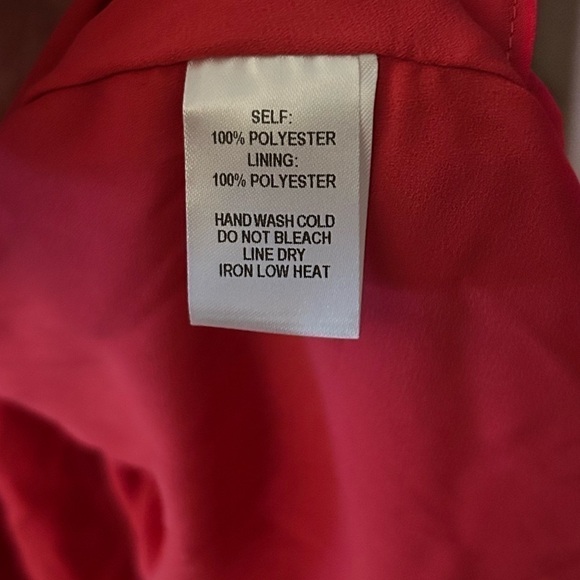 SELF:
100% POLYESTER
LINING:
100% POLYESTER
HAND WASH COLD
DO NOT BLEACH
LINE DRY
IRON LOW HEAT